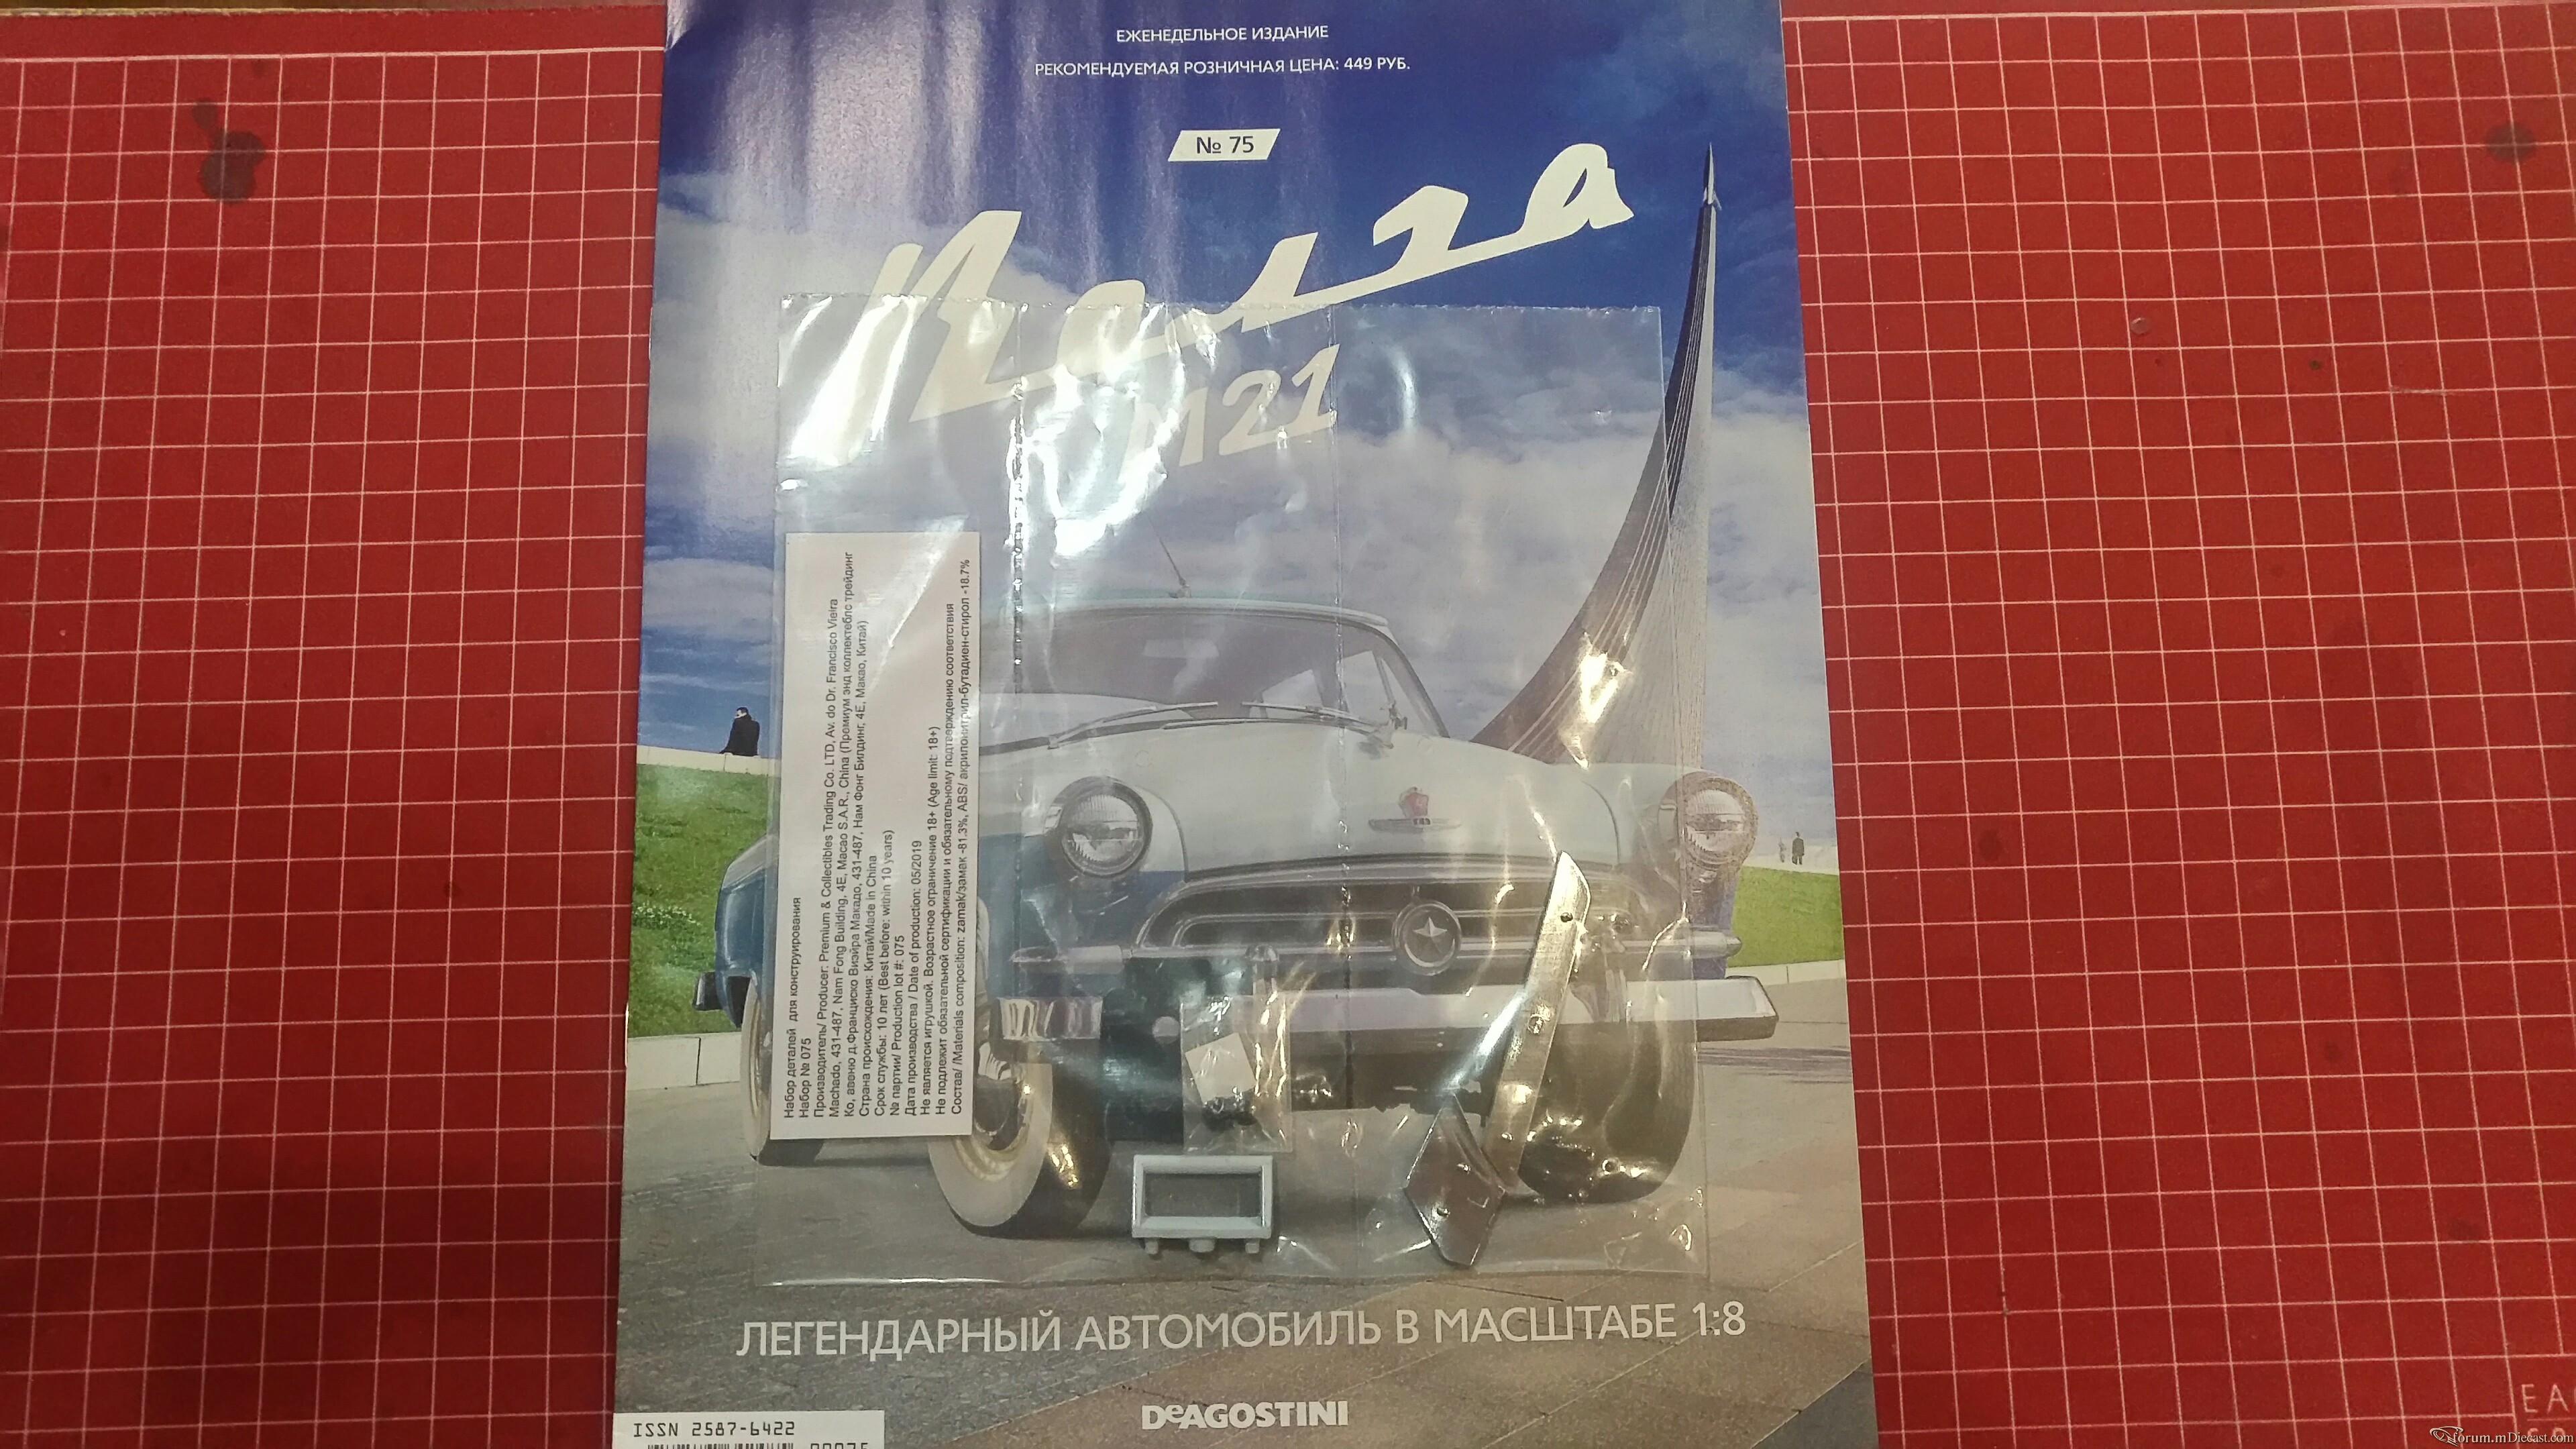 ЕЖЕНЕДЕЛЬНОЕ ИЗДАНИЕ
РЕКОМЕНДУЕМАЯ РОЗНИЧНАЯ ЦЕНА: 449 РУБ.
№ 75
Волга
М21
Набор деталей для конструирования
Набор № 075
Производитель/ Producer: Premium & Collectibles Trading Co. LTD, Av. do Dr. Francisco Vieira
Machado, 431-487, Nam Fong Building, 4E, Macao S.A.R., China (Премиум энд коллектеблс трейдинг
Ко, авеню д.Франциско Виэйра Макадо, 431-487, Нам Фонг Билдинг, 4E, Макао, Китай)
Страна происхождения: Китай/Made in China
Срок службы: 10 лет (Best before: within 10 years)
№ партии/ Production lot #: 075
Дата производства / Date of production: 05/2019
Не является игрушкой. Возрастное ограничение 18+ (Age limit: 18+)
Не подлежит обязательной сертификации и обязательному подтверждению соответствия
Состав/ /Materials composition: zamak/замак -81.3%, ABS/ акрилонитрил-бутадиен-стирол -18.7%
ЛЕГЕНДАРНЫЙ АВТОМОБИЛЬ В МАСШТАБЕ 1:8
DeAGOSTINI
ISSN 2587-6422
00075
EA
forum.mDiecast.com